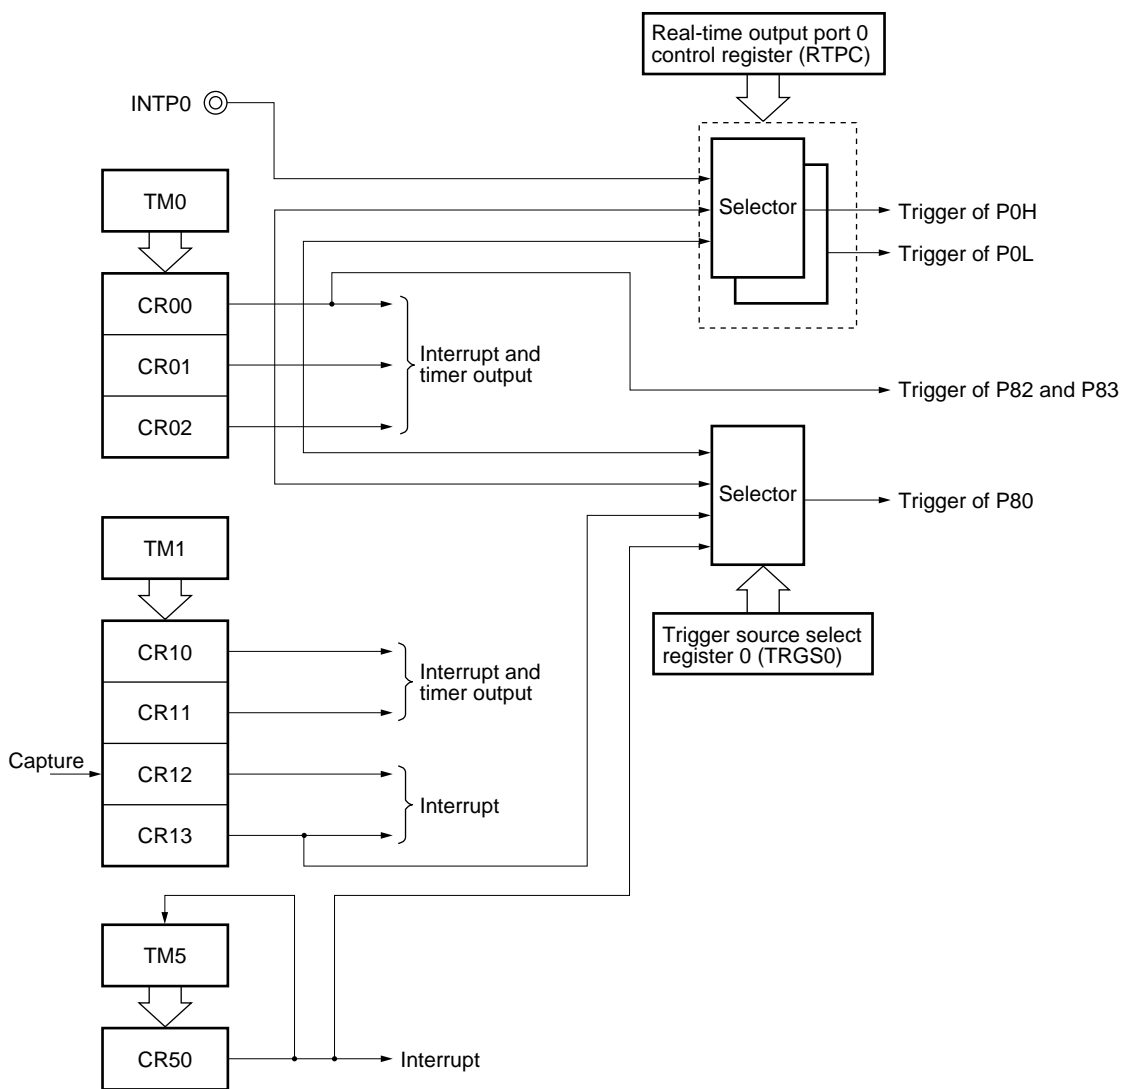 Real-time output port 0
control register (RTPC)
INTP0
TM0
Selector
Trigger of P0H
Trigger of P0L
CR00
CR01
CR02
Interrupt and
timer output
Trigger of P82 and P83
Selector
Trigger of P80
TM1
Trigger source select
register 0 (TRGS0)
CR10
CR11
Interrupt and
timer output
Capture
CR12
CR13
Interrupt
TM5
CR50
Interrupt